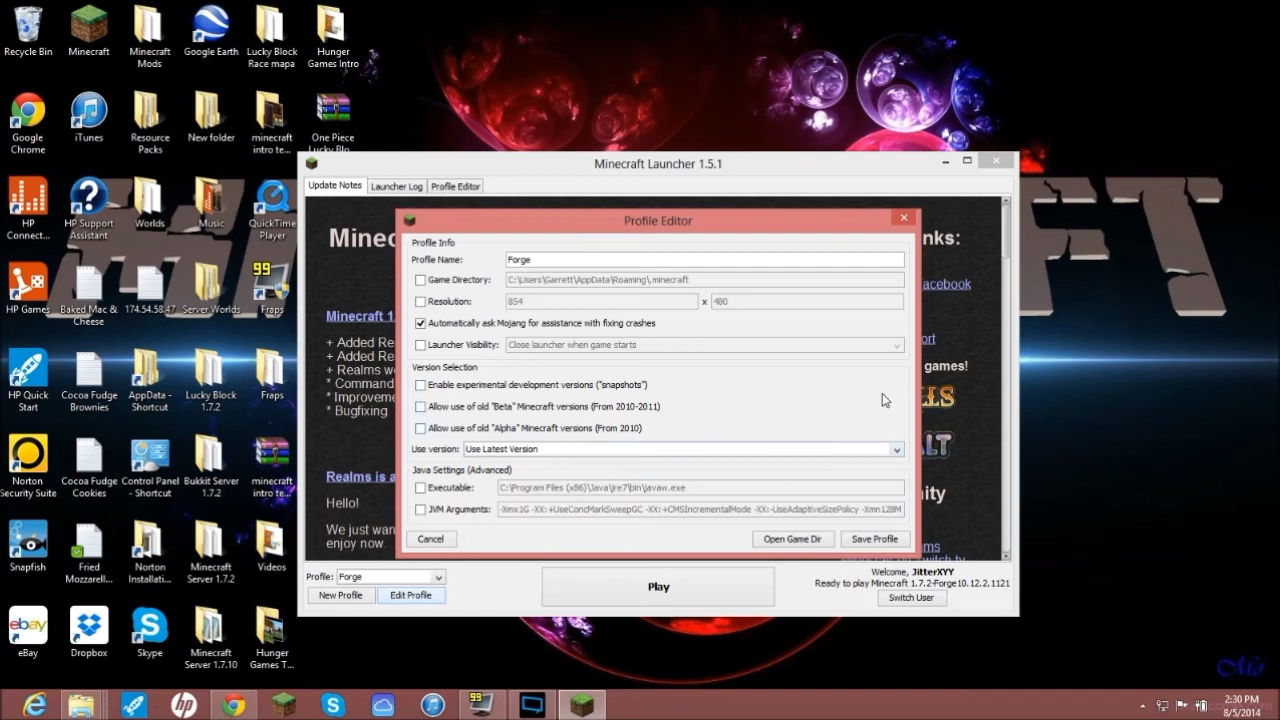 Recycle Bin
Minecraft
Minecraft Mods
Google Earth
Lucky Block Race mapa
Hunger Games Intro
Google Chrome
iTunes
Resource Packs
New folder
minecraft intro te...
One Piece Lucky Blo...
HP Connect...
HP Support Assistant
Worlds
Music
QuickTime Player
HP Games
Baked Mac & Cheese
174.54.58.47
Server Worlds
99
Fraps
HP Quick Start
Cocoa Fudge Brownies
AppData - Shortcut
Lucky Block 1.7.2
Fraps
Norton Security Suite
Cocoa Fudge Cookies
Control Panel - Shortcut
Bukkit Server 1.7.2
minecraft intro te...
Snapfish
Fried Mozzarell...
Norton Installati...
Minecraft Server 1.7.2
Videos
ebay
eBay
Dropbox
Skype
Minecraft Server 1.7.10
Hunger Games T...
Minecraft Launcher 1.5.1
Update Notes
Launcher Log
Profile Editor
Minec
nks:
acebook
Minecraft 1.
+ Added Re
+ Added Re
+ Realms w
* Command
* Improveme
* Bugfixing
ort
games!
Realms is a
Hello!
We just wan
enjoy now.
Profile Editor
Profile Info
Profile Name: Forge
Game Directory: C:\Users\Garrett\AppData\Roaming\.minecraft
Resolution: 854 x 480
Automatically ask Mojang for assistance with fixing crashes
Launcher Visibility: Close launcher when game starts
Version Selection
Enable experimental development versions ("snapshots")
Allow use of old "Beta" Minecraft versions (From 2010-2011)
Allow use of old "Alpha" Minecraft versions (From 2010)
Use version: Use Latest Version
Java Settings (Advanced)
Executable: C:\Program Files (x86)\Java\jre7\bin\javaw.exe
JVM Arguments: -Xmx1G -XX:+UseConcMarkSweepGC -XX:+CMSIncrementalMode -XX:-UseAdaptiveSizePolicy -Xmn128M
Cancel
Open Game Dir
Save Profile
Profile: Forge
New Profile
Edit Profile
Play
Welcome, JitterXYY
Ready to play Minecraft 1.7.2-Forge10.12.2.1121
Switch User
2:30 PM
8/5/2014